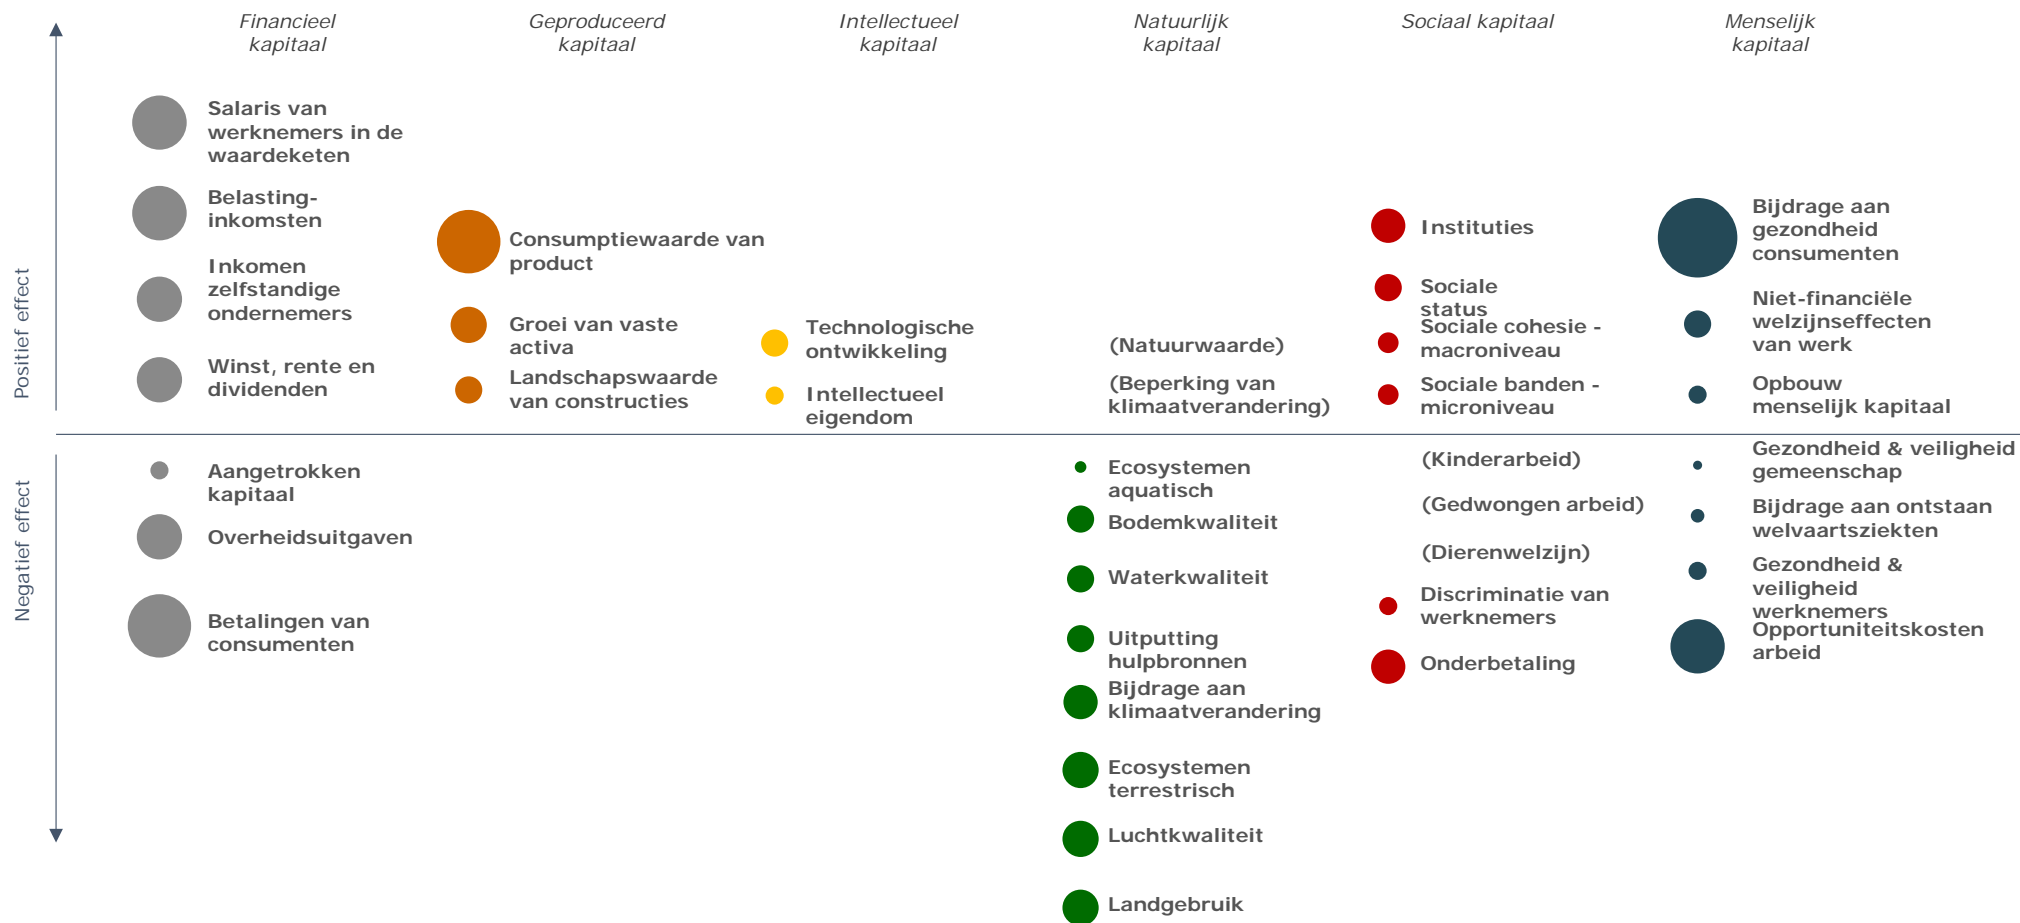 Financieel
kapitaal
Geproduceerd
kapitaal
Intellectueel
kapitaal
Natuurlijk
kapitaal
Sociaal kapitaal
Menselijk
kapitaal
Positief effect
Salaris van
werknemers in de
waardeketen
Belasting-
inkomsten
Inkomen
zelfstandige
ondernemers
Winst, rente en
dividenden
Consumptiewaarde van
product
Groei van vaste
activa
Landschapswaarde
van constructies
Technologische
ontwikkeling
Intellectueel
eigendom
(Natuurwaarde)
(Beperking van
klimaatverandering)
Instituties
Sociale
status
Sociale cohesie -
macroniveau
Sociale banden -
microniveau
Bijdrage aan
gezondheid
consumenten
Niet-financiële
welzijnseffecten
van werk
Opbouw
menselijk kapitaal
Negatief effect
Aangetrokken
kapitaal
Overheidsuitgaven
Betalingen van
consumenten
Ecosystemen
aquatisch
Bodemkwaliteit
Waterkwaliteit
Uitputting
hulpbronnen
Bijdrage aan
klimaatverandering
Ecosystemen
terrestrisch
Luchtkwaliteit
Landgebruik
(Kinderarbeid)
(Gedwongen arbeid)
(Dierenwelzijn)
Discriminatie van
werknemers
Onderbetaling
Gezondheid & veiligheid
gemeenschap
Bijdrage aan ontstaan
welvaartsziekten
Gezondheid &
veiligheid
werknemers
Opportuniteitskosten
arbeid